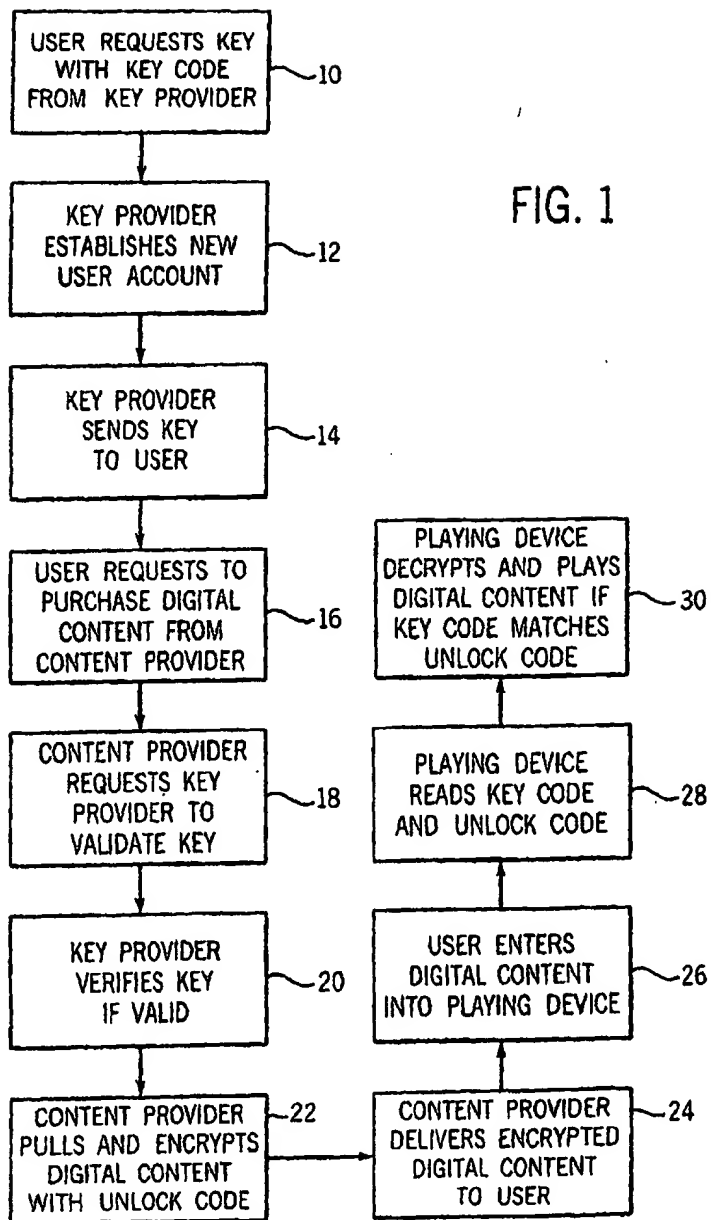 USER REQUESTS KEY
WITH KEY CODE
FROM KEY PROVIDER
10
FIG. 1
KEY PROVIDER
ESTABLISHES NEW
USER ACCOUNT
12
KEY PROVIDER
SENDS KEY
TO USER
14
USER REQUESTS TO
PURCHASE DIGITAL
CONTENT FROM
CONTENT PROVIDER
16
CONTENT PROVIDER
REQUESTS KEY
PROVIDER TO
VALIDATE KEY
18
KEY PROVIDER
VERIFIES KEY
IF VALID
20
CONTENT PROVIDER
PULLS AND ENCRYPTS
DIGITAL CONTENT
WITH UNLOCK CODE
22
CONTENT PROVIDER
DELIVERS ENCRYPTED
DIGITAL CONTENT
TO USER
24
USER ENTERS
DIGITAL CONTENT
INTO PLAYING DEVICE
26
PLAYING DEVICE
READS KEY CODE
AND UNLOCK CODE
28
PLAYING DEVICE
DECRYPTS AND PLAYS
DIGITAL CONTENT IF
KEY CODE MATCHES
UNLOCK CODE
30